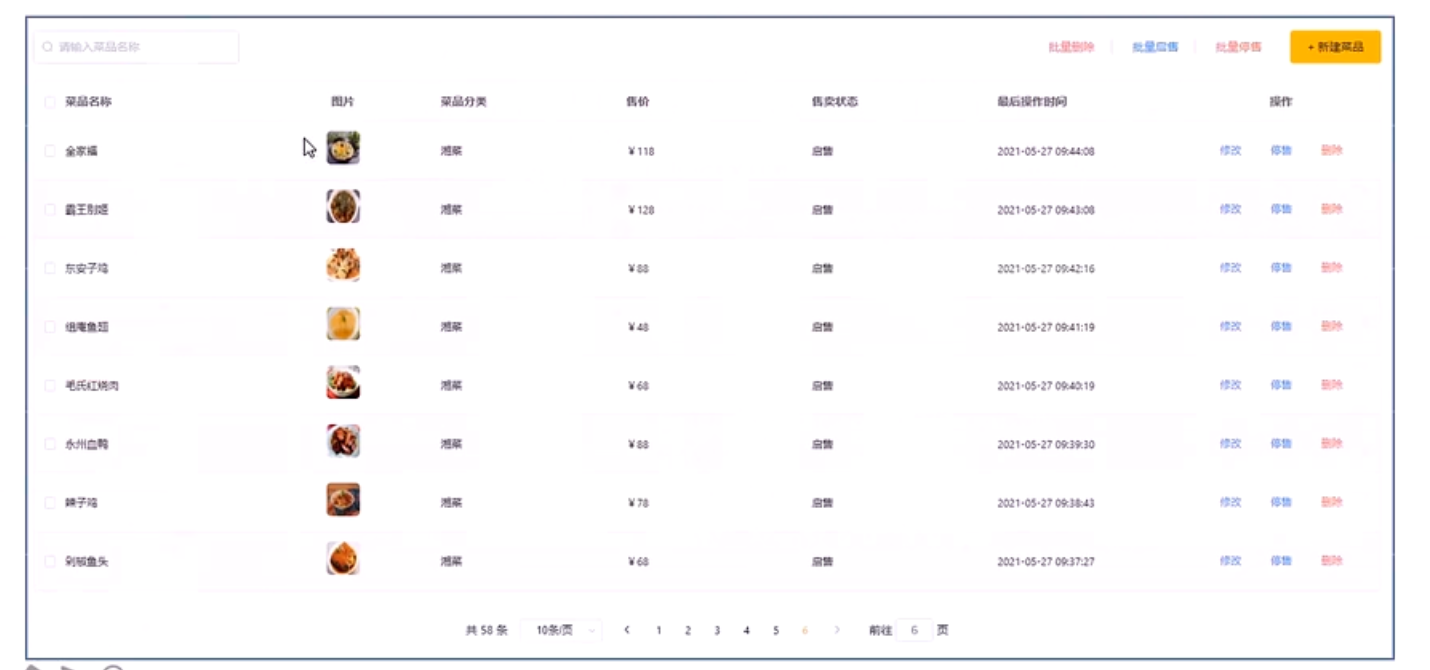 请输入菜品名称 批量删除 批量启售 批量停售 + 新建菜品
菜品名称 图片 菜品分类 售价 售卖状态 最后操作时间 操作
全家福 湘菜 ¥118 启售 2021-05-27 09:44:08 修改 停售 删除
霸王别姬 湘菜 ¥128 启售 2021-05-27 09:43:08 修改 停售 删除
东安子鸡 湘菜 ¥88 启售 2021-05-27 09:42:16 修改 停售 删除
组庵鱼翅 湘菜 ¥48 启售 2021-05-27 09:41:19 修改 停售 删除
毛氏红烧肉 湘菜 ¥68 启售 2021-05-27 09:40:19 修改 停售 删除
永州血鸭 湘菜 ¥88 启售 2021-05-27 09:39:30 修改 停售 删除
辣子鸡 湘菜 ¥78 启售 2021-05-27 09:38:43 修改 停售 删除
剁椒鱼头 湘菜 ¥68 启售 2021-05-27 09:37:27 修改 停售 删除
共 58 条 10条/页 1 2 3 4 5 6 前往 6 页